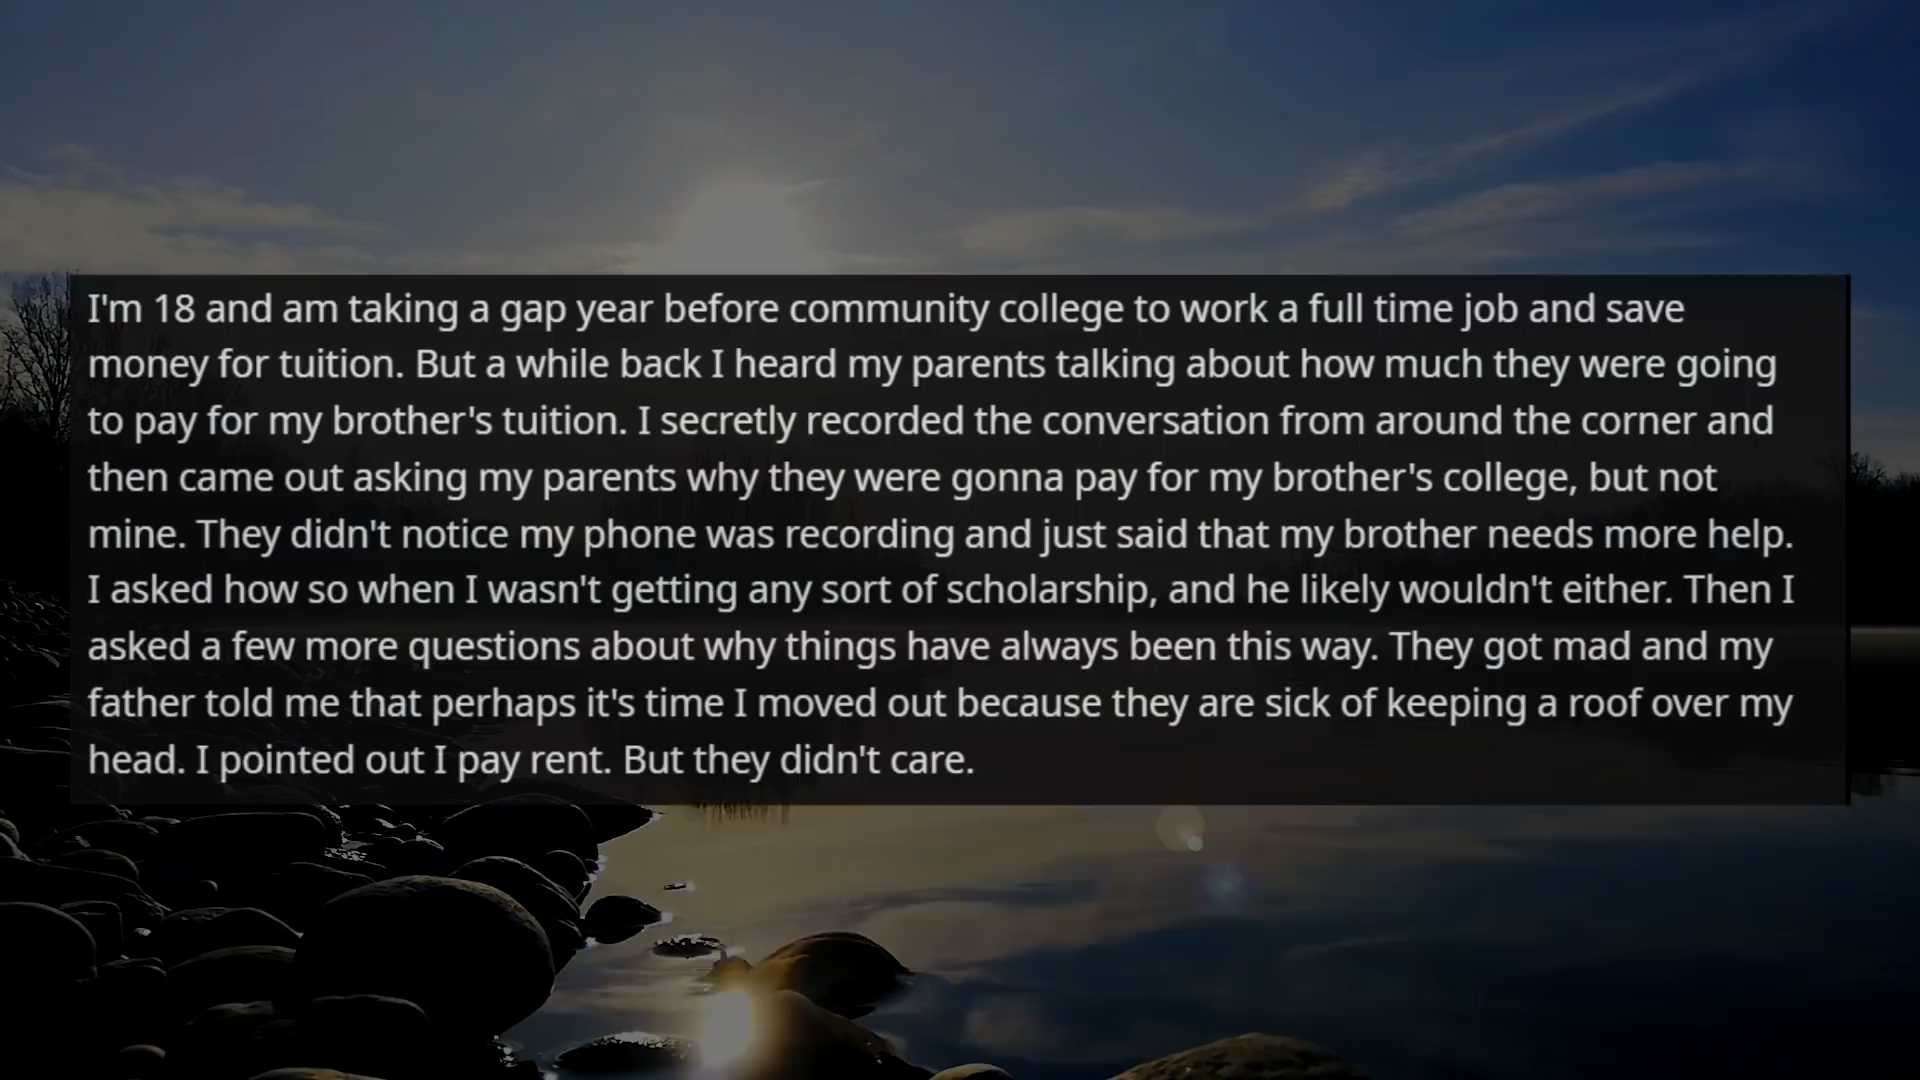 I'm 18 and am taking a gap year before community college to work a full time job and save
money for tuition. But a while back I heard my parents talking about how much they were going
to pay for my brother's tuition. I secretly recorded the conversation from around the corner and
then came out asking my parents why they were gonna pay for my brother's college, but not
mine. They didn't notice my phone was recording and just said that my brother needs more help.
I asked how so when I wasn't getting any sort of scholarship, and he likely wouldn't either. Then I
asked a few more questions about why things have always been this way. They got mad and my
father told me that perhaps it's time I moved out because they are sick of keeping a roof over my
head. I pointed out I pay rent. But they didn't care.